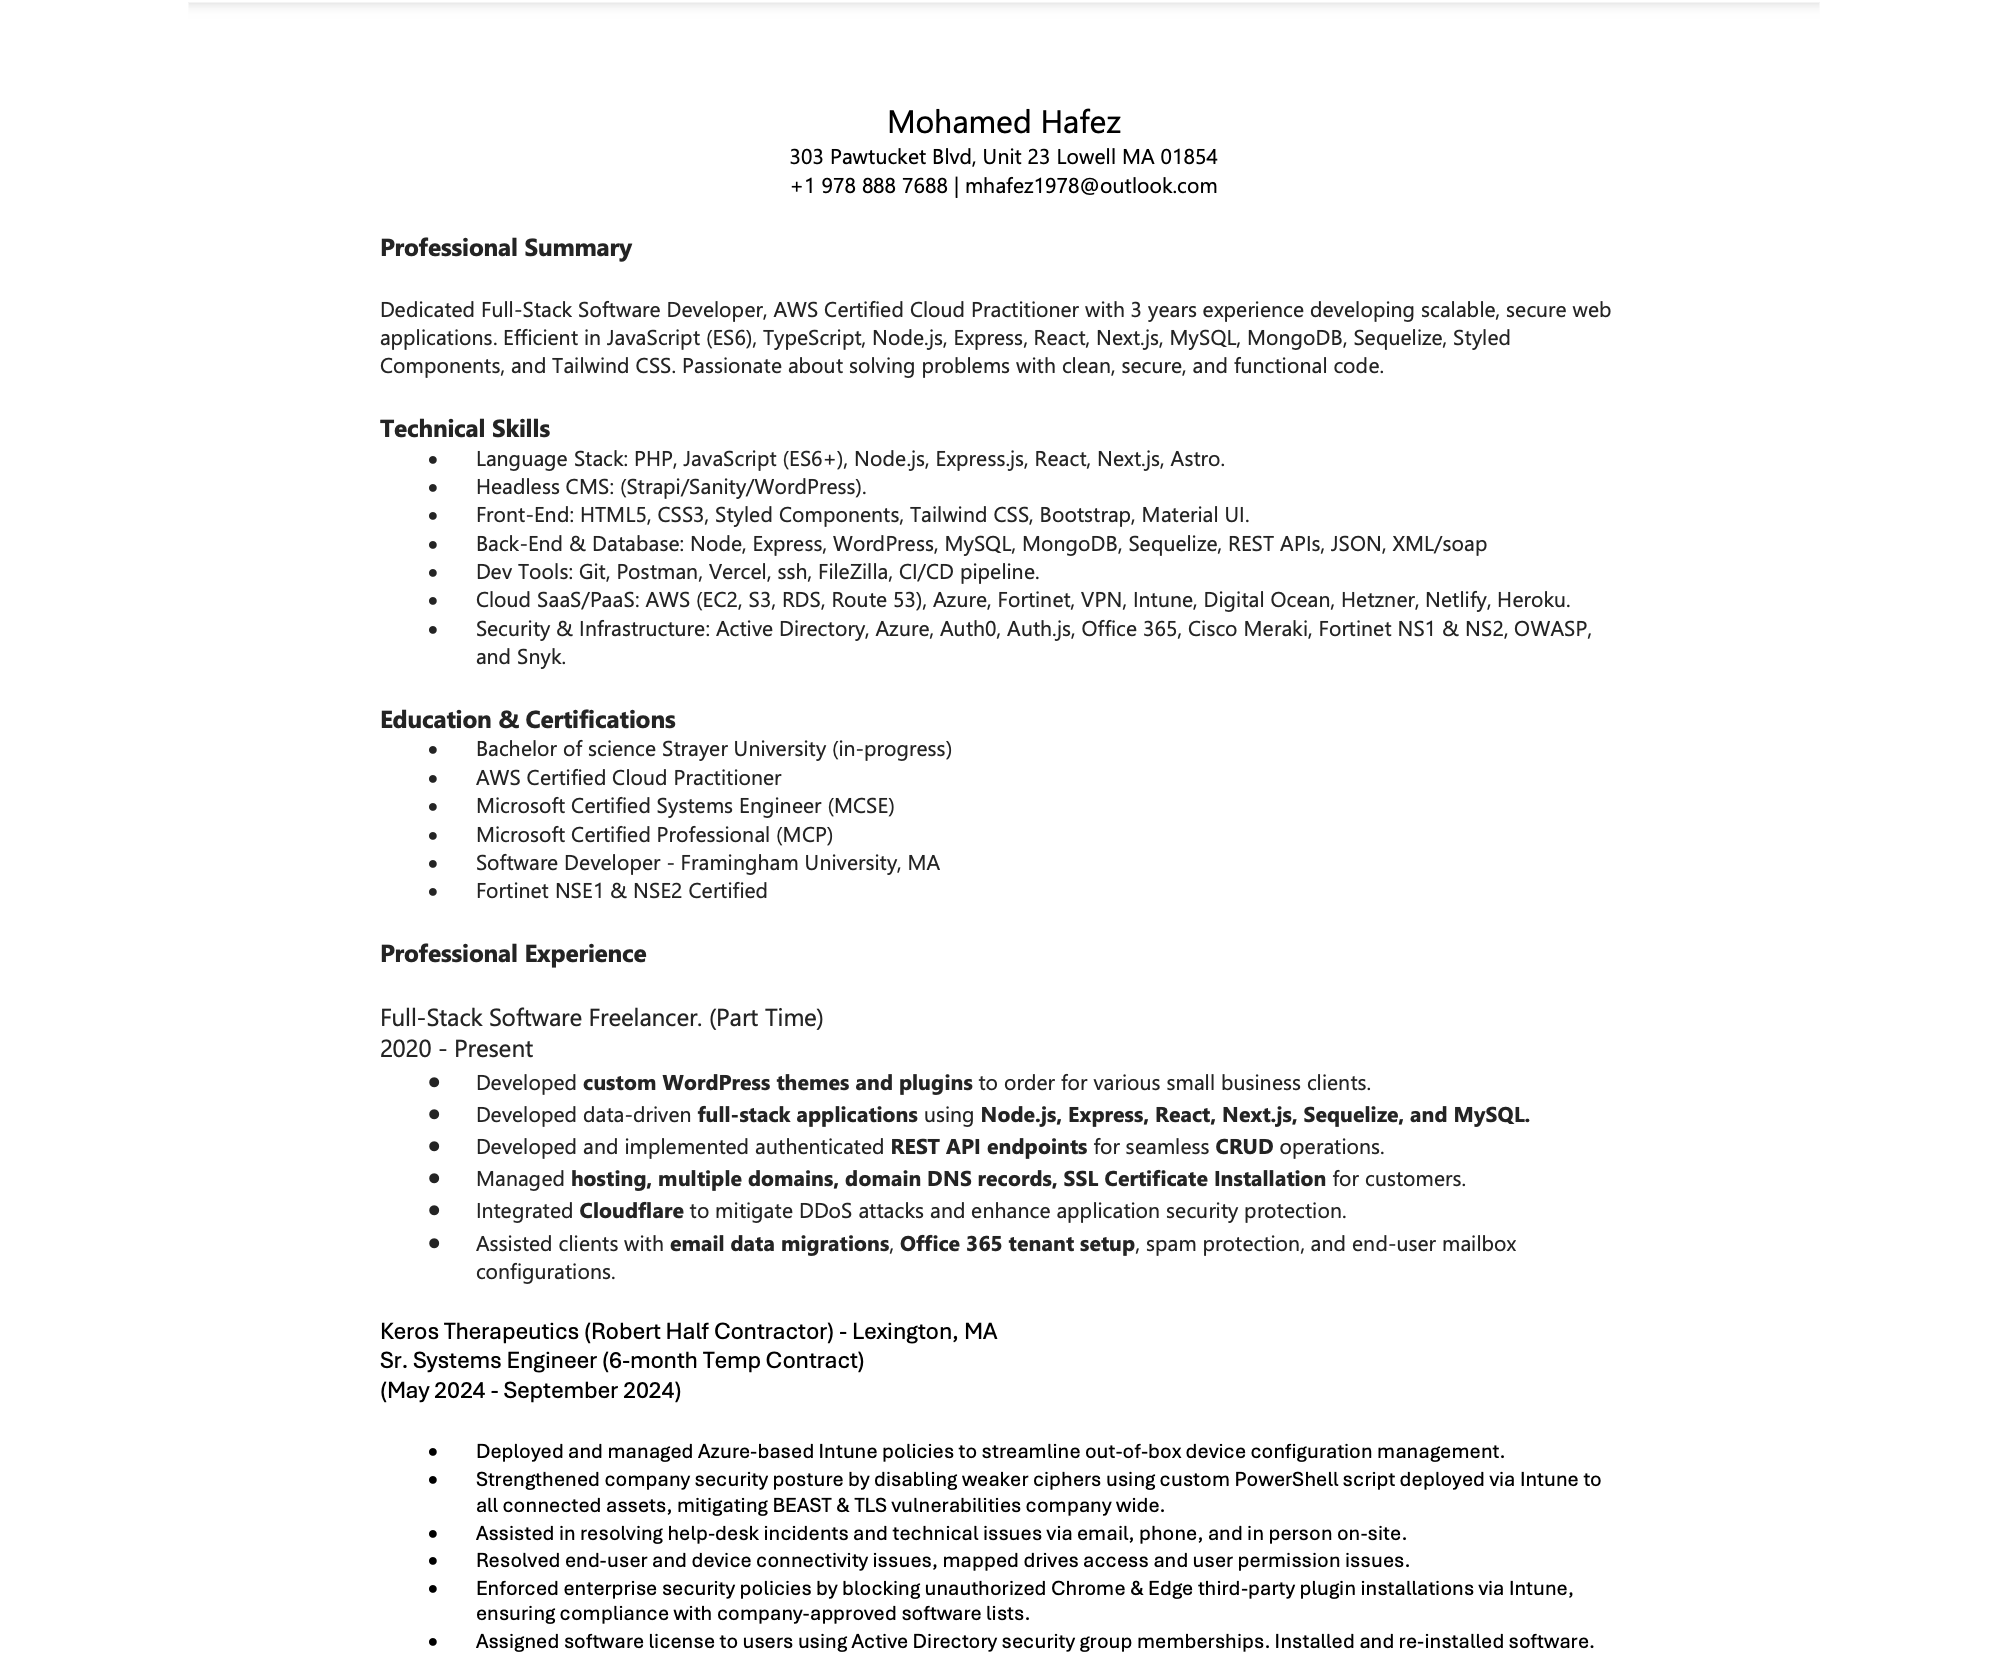 Mohamed Hafez
303 Pawtucket Blvd, Unit 23 Lowell MA 01854
+1 978 888 7688 | mhafez1978@outlook.com
Professional Summary
Dedicated Full-Stack Software Developer, AWS Certified Cloud Practitioner with 3 years experience developing scalable, secure web
applications. Efficient in JavaScript (ES6), TypeScript, Node.js, Express, React, Next.js, MySQL, MongoDB, Sequelize, Styled
Components, and Tailwind CSS. Passionate about solving problems with clean, secure, and functional code.
Technical Skills
• Language Stack: PHP, JavaScript (ES6+), Node.js, Express.js, React, Next.js, Astro.
• Headless CMS: (Strapi/Sanity/WordPress).
• Front-End: HTML5, CSS3, Styled Components, Tailwind CSS, Bootstrap, Material UI.
• Back-End & Database: Node, Express, WordPress, MySQL, MongoDB, Sequelize, REST APIs, JSON, XML/soap
• Dev Tools: Git, Postman, Vercel, ssh, FileZilla, CI/CD pipeline.
• Cloud SaaS/PaaS: AWS (EC2, S3, RDS, Route 53), Azure, Fortinet, VPN, Intune, Digital Ocean, Hetzner, Netlify, Heroku.
• Security & Infrastructure: Active Directory, Azure, Auth0, Auth.js, Office 365, Cisco Meraki, Fortinet NS1 & NS2, OWASP,
and Snyk.
Education & Certifications
• Bachelor of science Strayer University (in-progress)
• AWS Certified Cloud Practitioner
• Microsoft Certified Systems Engineer (MCSE)
• Microsoft Certified Professional (MCP)
• Software Developer - Framingham University, MA
• Fortinet NSE1 & NSE2 Certified
Professional Experience
Full-Stack Software Freelancer. (Part Time)
2020 - Present
• Developed custom WordPress themes and plugins to order for various small business clients.
• Developed data-driven full-stack applications using Node.js, Express, React, Next.js, Sequelize, and MySQL.
• Developed and implemented authenticated REST API endpoints for seamless CRUD operations.
• Managed hosting, multiple domains, domain DNS records, SSL Certificate Installation for customers.
• Integrated Cloudflare to mitigate DDoS attacks and enhance application security protection.
• Assisted clients with email data migrations, Office 365 tenant setup, spam protection, and end-user mailbox
configurations.
Keros Therapeutics (Robert Half Contractor) - Lexington, MA
Sr. Systems Engineer (6-month Temp Contract)
(May 2024 - September 2024)
• Deployed and managed Azure-based Intune policies to streamline out-of-box device configuration management.
• Strengthened company security posture by disabling weaker ciphers using custom PowerShell script deployed via Intune to
all connected assets, mitigating BEAST & TLS vulnerabilities company wide.
• Assisted in resolving help-desk incidents and technical issues via email, phone, and in person on-site.
• Resolved end-user and device connectivity issues, mapped drives access and user permission issues.
• Enforced enterprise security policies by blocking unauthorized Chrome & Edge third-party plugin installations via Intune,
ensuring compliance with company-approved software lists.
• Assigned software license to users using Active Directory security group memberships. Installed and re-installed software.